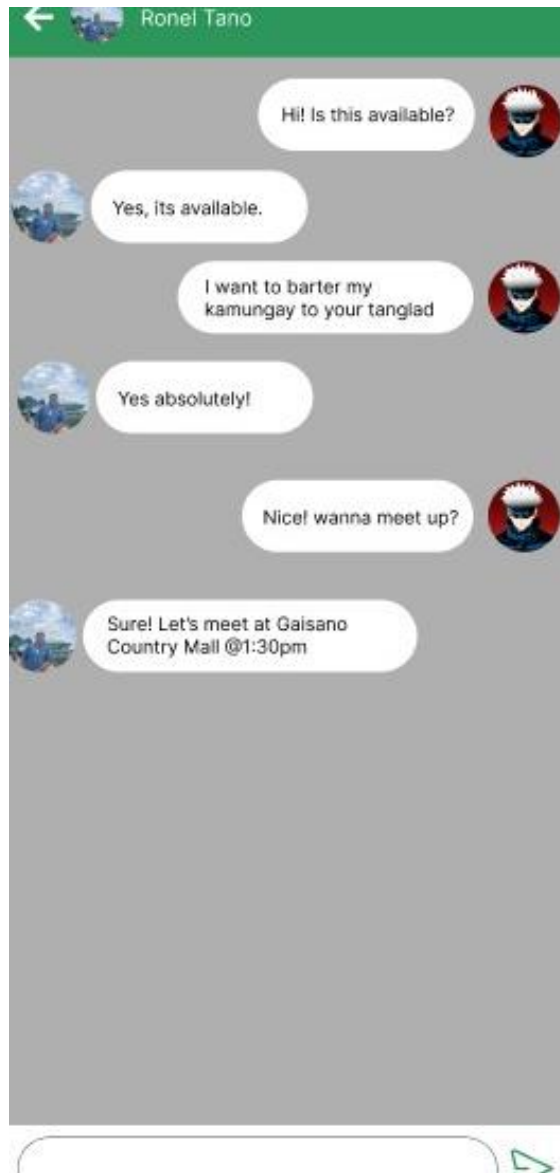 Ronel Tano
Hi! Is this available?
Yes, its available.
I want to barter my
kamungay to your tanglad
Yes absolutely!
Nice! wanna meet up?
Sure! Let's meet at Gaisano
Country Mall @1:30pm